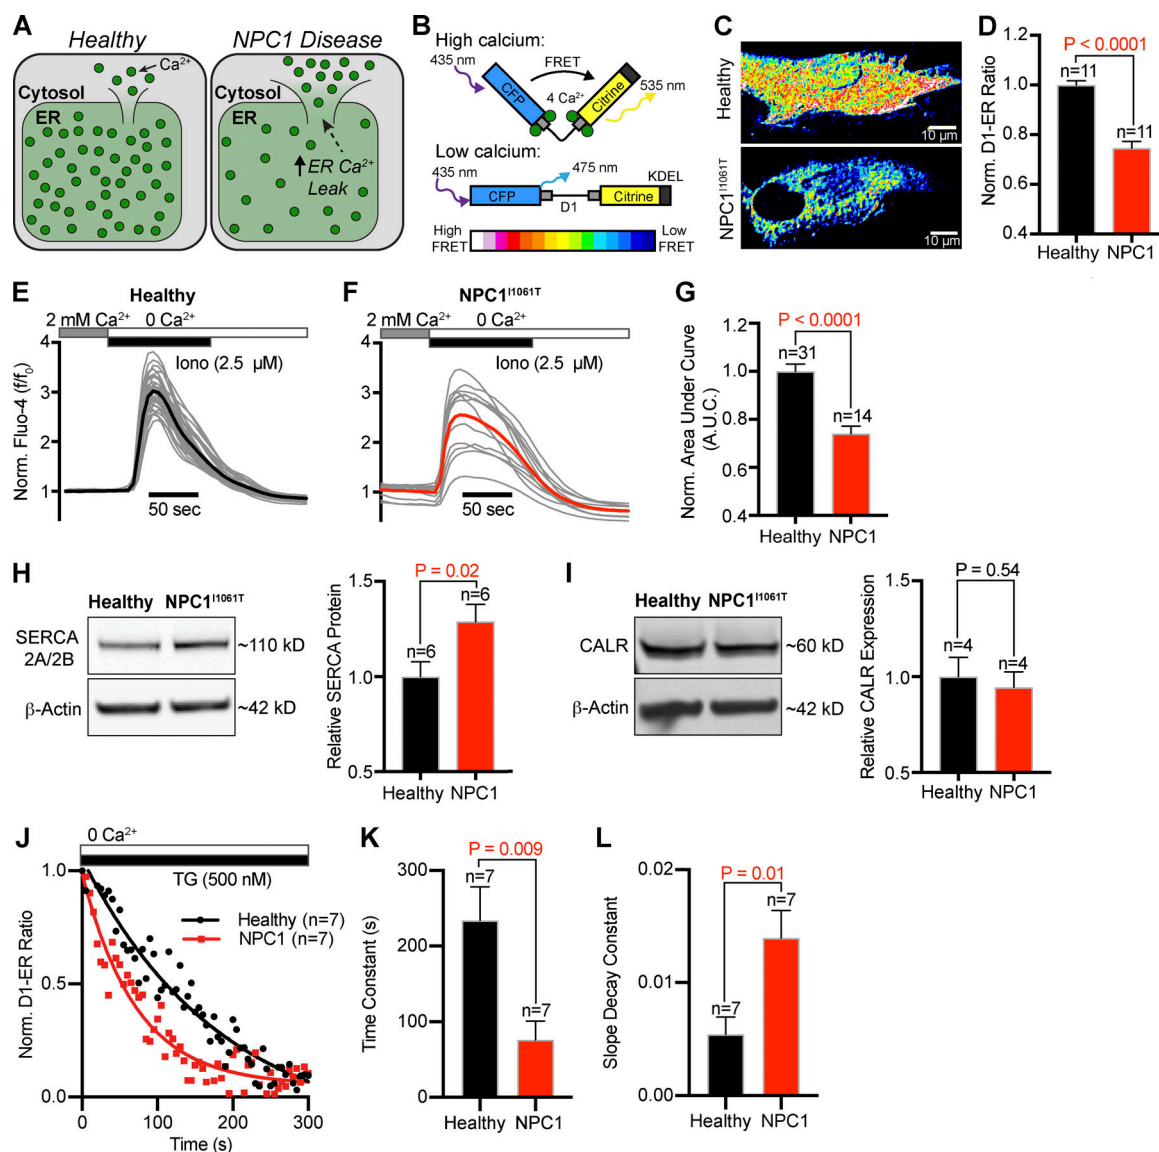 A
Healthy
NPC1 Disease
Ca²⁺
Cytosol
ER
Cytosol
ER
ER Ca²⁺
Leak
B
High calcium:
435 nm
FRET
535 nm
CFP
4 Ca²⁺
Citrine
Low calcium:
435 nm
475 nm
KDEL
CFP
D1
Citrine
High
FRET
Low
FRET
C
Healthy
10 µm
NPC1^I1061T
10 µm
D
Norm. D1-ER Ratio
1.2
1.0
0.8
0.6
0.4
P < 0.0001
n=11
n=11
Healthy NPC1
E
Healthy
2 mM Ca²⁺ 0 Ca²⁺
Iono (2.5 µM)
Norm. Fluo-4 (f/f₀)
4
3
2
1
50 sec
F
NPC1^I1061T
2 mM Ca²⁺ 0 Ca²⁺
Iono (2.5 µM)
4
3
2
1
50 sec
G
Norm. Area Under Curve
(A.U.C.)
1.2
1.0
0.8
0.6
0.4
P < 0.0001
n=31
n=14
Healthy NPC1
H
Healthy NPC1^I1061T
SERCA
2A/2B
~110 kD
β-Actin
~42 kD
Relative SERCA Protein
1.5
1.0
0.5
P = 0.02
n=6
n=6
Healthy NPC1
I
Healthy NPC1^I1061T
CALR
~60 kD
β-Actin
~42 kD
Relative CALR Expression
1.5
1.0
0.5
P = 0.54
n=4
n=4
Healthy NPC1
J
0 Ca²⁺
TG (500 nM)
Healthy (n=7)
NPC1 (n=7)
Norm. D1-ER Ratio
1.0
0.5
0.0
0 100 200 300
Time (s)
K
Time Constant (s)
300
200
100
0
P = 0.009
n=7
n=7
Healthy NPC1
L
Slope Decay Constant
0.02
0.01
0.00
P = 0.01
n=7
n=7
Healthy NPC1